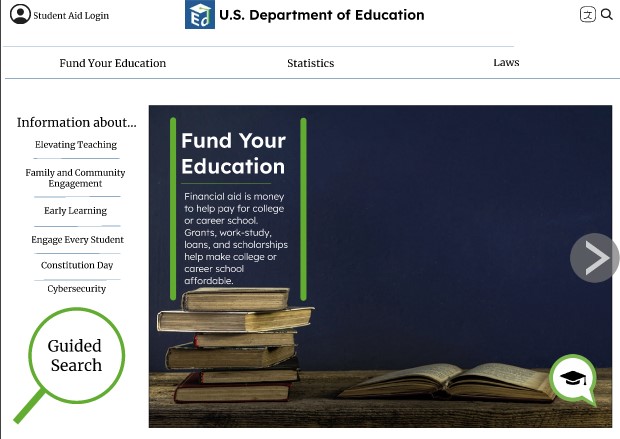 Student Aid Login
Ed
U.S. Department of Education
Fund Your Education
Statistics
Laws
Information about...
Elevating Teaching
Family and Community
Engagement
Early Learning
Engage Every Student
Constitution Day
Cybersecurity
Guided
Search
Fund Your
Education
Financial aid is money
to help pay for college
or career school.
Grants, work-study,
loans, and scholarships
help make college or
career school
affordable.